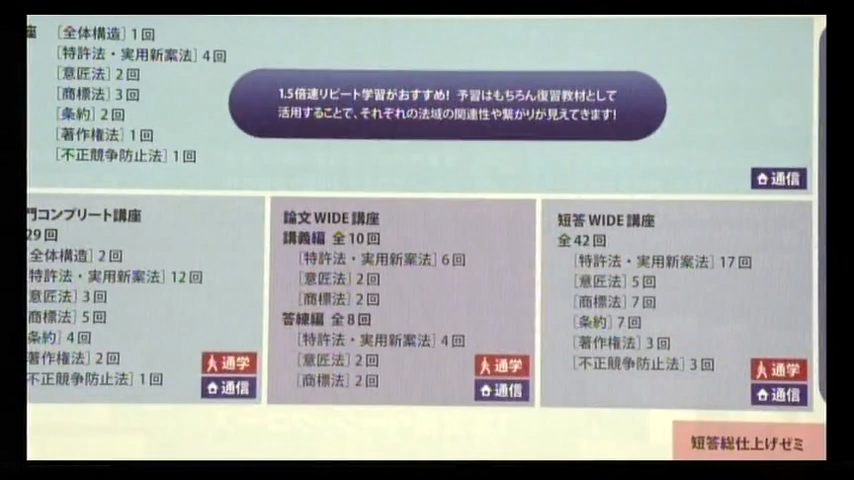 座 [全体構造] 1回
[特許法・実用新案法] 4回
[意匠法] 2回
[商標法] 3回
[条約] 2回
[著作権法] 1回
[不正競争防止法] 1回
1.5倍速リピート学習がおすすめ! 予習はもちろん復習教材として
活用することで、それぞれの法域の関連性や繋がりが見えてきます!
通信
門コンプリート講座
29回
全体構造] 2回
特許法・実用新案法] 12回
意匠法] 3回
商標法] 5回
条約] 4回
著作権法] 2回
不正競争防止法] 1回
通学
通信
論文WIDE講座
講義編 全10回
[特許法・実用新案法] 6回
[意匠法] 2回
[商標法] 2回
答練編 全8回
[特許法・実用新案法] 4回
[意匠法] 2回
[商標法] 2回
通学
通信
短答WIDE講座
全42回
[特許法・実用新案法] 17回
[意匠法] 5回
[商標法] 7回
[条約] 7回
[著作権法] 3回
[不正競争防止法] 3回
通学
通信
短答総仕上げゼミ